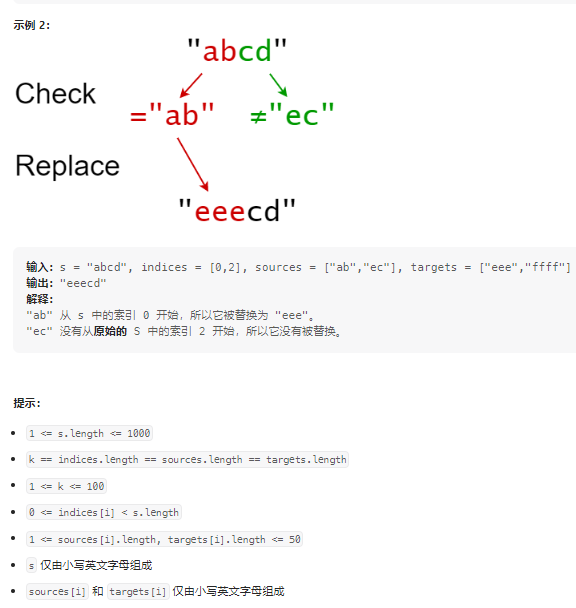 示例 2：
"abcd"
Check
="ab" ≠"ec"
Replace
"eeecd"
输入：s = "abcd", indices = [0,2], sources = ["ab","ec"], targets = ["eee","ffff"]
输出："eeecd"
解释：
"ab" 从 s 中的索引 0 开始，所以它被替换为 "eee"。
"ec" 没有从原始的 S 中的索引 2 开始，所以它没有被替换。
提示：
1 <= s.length <= 1000
k == indices.length == sources.length == targets.length
1 <= k <= 100
0 <= indices[i] < s.length
1 <= sources[i].length, targets[i].length <= 50
s 仅由小写英文字母组成
sources[i] 和 targets[i] 仅由小写英文字母组成